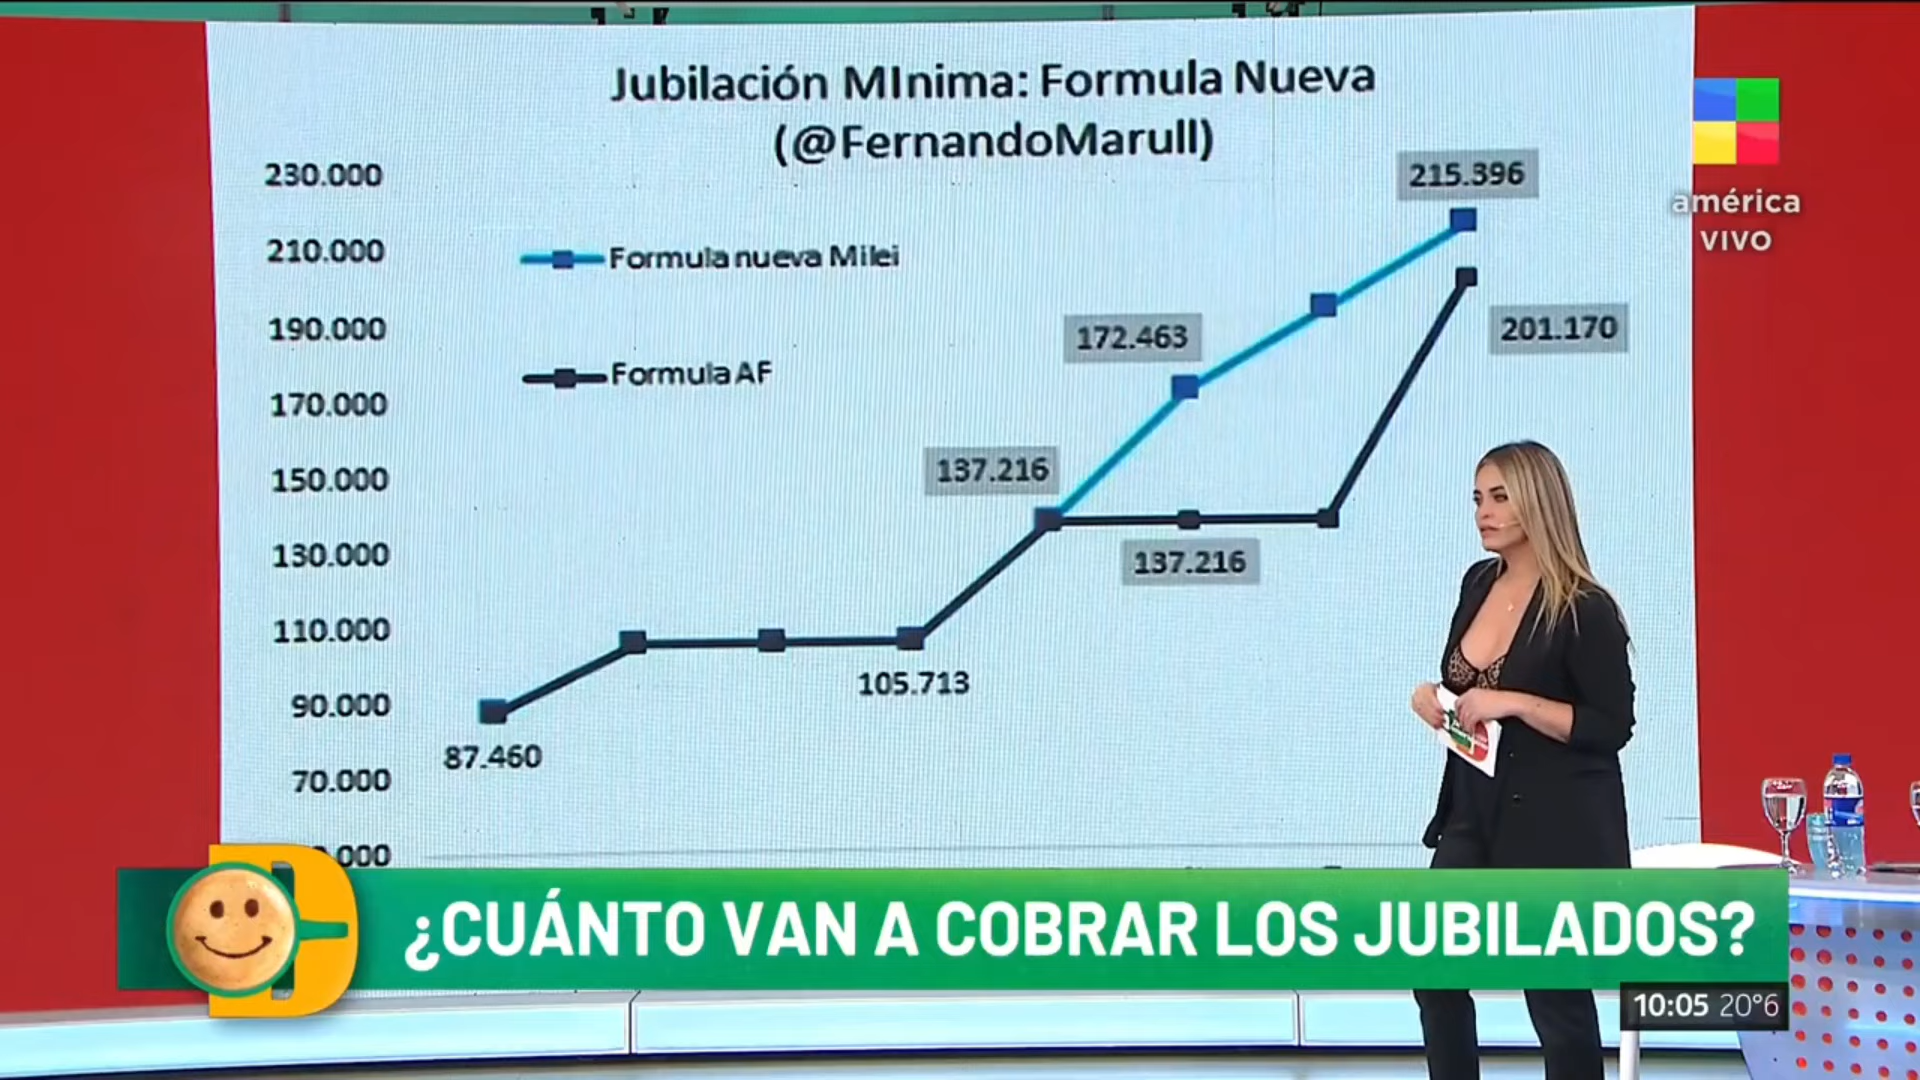 Jubilación MInima: Formula Nueva
(@FernandoMarull)
230.000
210.000
190.000
170.000
150.000
130.000
110.000
90.000
70.000
Formula nueva Milei
Formula AF
215.396
201.170
172.463
137.216
137.216
105.713
87.460
américa
VIVO
¿CUÁNTO VAN A COBRAR LOS JUBILADOS?
10:05 20°6